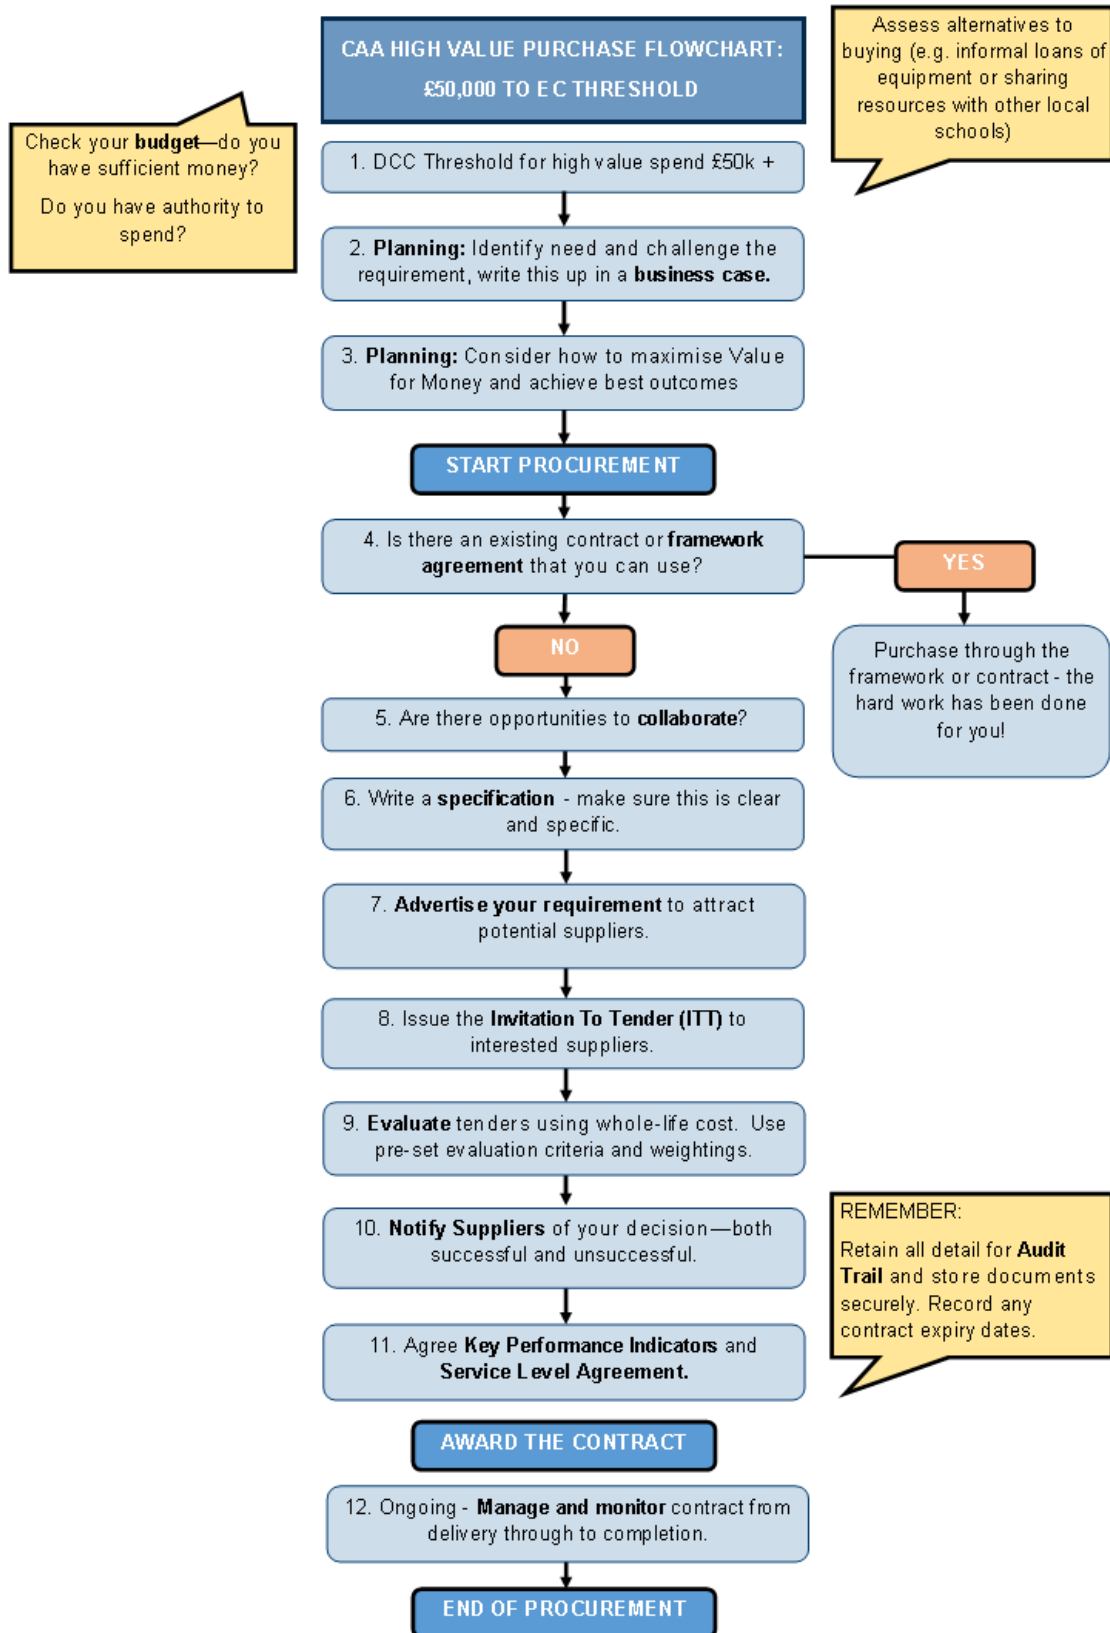 CAA HIGH VALUE PURCHASE FLOWCHART:
£50,000 TO EC THRESHOLD
Assess alternatives to
buying (e.g. informal loans of
equipment or sharing
resources with other local
schools)
Check your budget—do you
have sufficient money?
Do you have authority to
spend?
1. DCC Threshold for high value spend £50k +
2. Planning: Identify need and challenge the
requirement, write this up in a business case.
3. Planning: Consider how to maximise Value
for Money and achieve best outcomes
START PROCUREMENT
4. Is there an existing contract or framework
agreement that you can use?
YES
NO
Purchase through the
framework or contract - the
hard work has been done
for you!
5. Are there opportunities to collaborate?
6. Write a specification - make sure this is clear
and specific.
7. Advertise your requirement to attract
potential suppliers.
8. Issue the Invitation To Tender (ITT) to
interested suppliers.
9. Evaluate tenders using whole-life cost. Use
pre-set evaluation criteria and weightings.
10. Notify Suppliers of your decision—both
successful and unsuccessful.
REMEMBER:
Retain all detail for Audit
Trail and store documents
securely. Record any
contract expiry dates.
11. Agree Key Performance Indicators and
Service Level Agreement.
AWARD THE CONTRACT
12. Ongoing - Manage and monitor contract from
delivery through to completion.
END OF PROCUREMENT